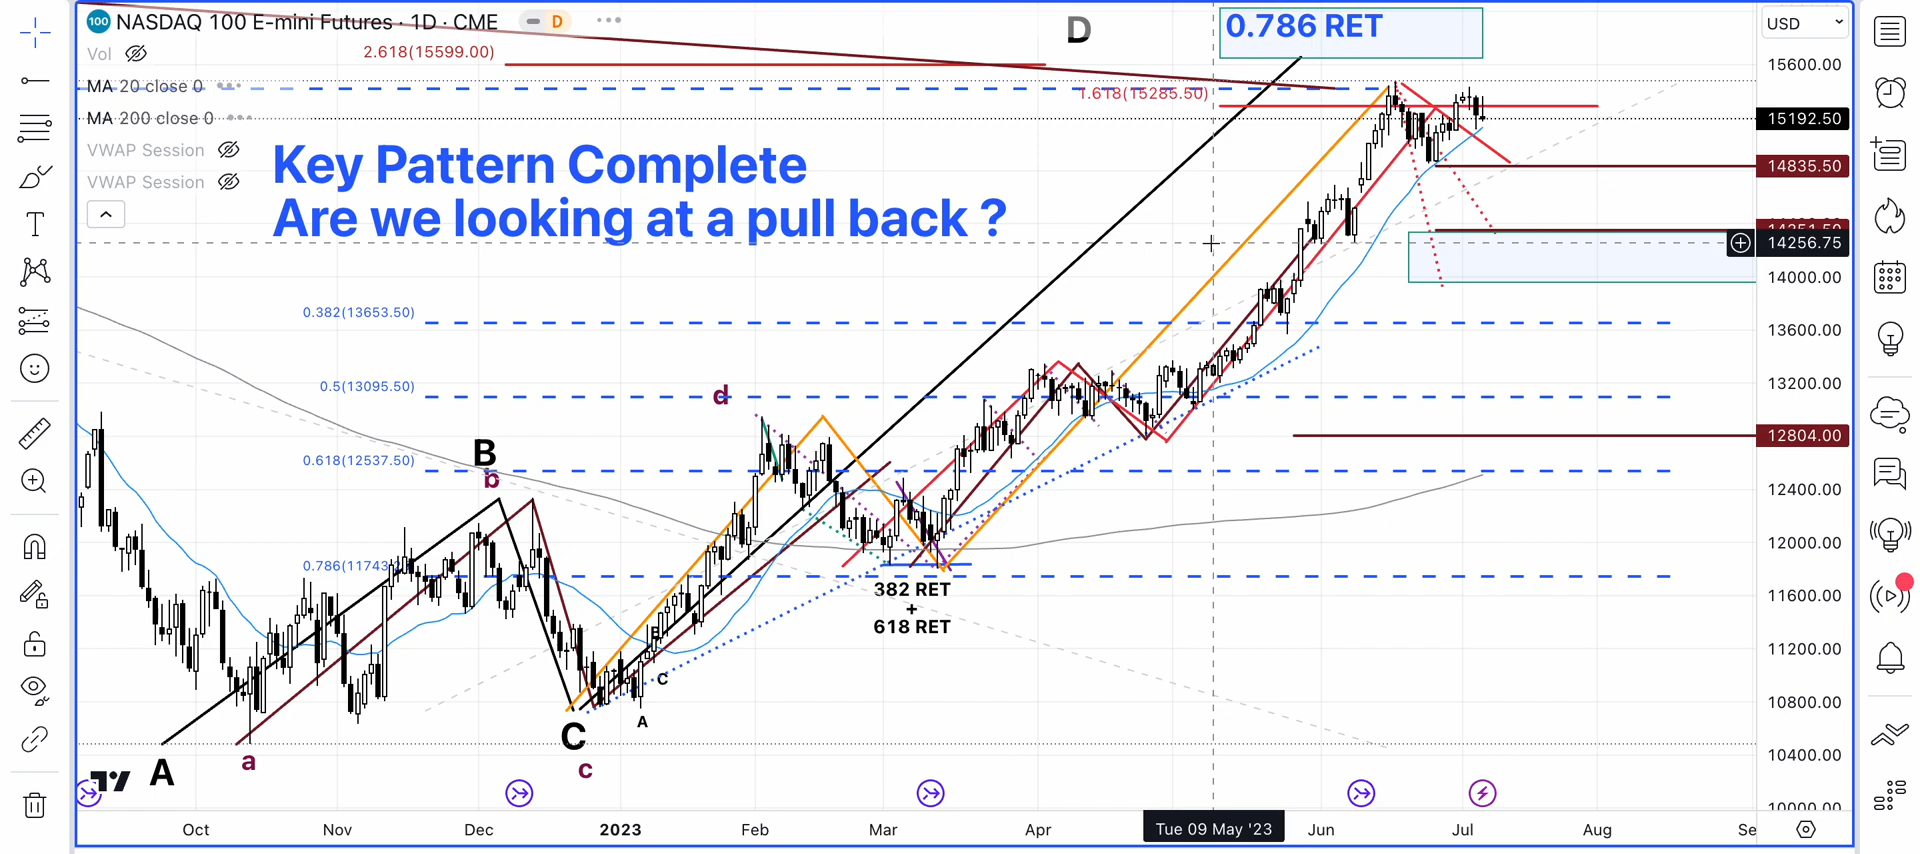 100 NASDAQ 100 E-mini Futures · 1D · CME D
D
0.786 RET
USD
Vol
2.618(15599.00)
15600.00
MA 20 close 0
1.618(15285.50)
MA 200 close 0
15192.50
VWAP Session
VWAP Session
Key Pattern Complete
Are we looking at a pull back ?
14835.50
14256.75
14000.00
0.382(13653.50)
13600.00
0.5(13095.50)
13200.00
d
12804.00
B
b
0.618(12537.50)
12400.00
12000.00
0.786(11743.
382 RET
+
618 RET
11600.00
B
11200.00
C
A
10800.00
C
c
10400.00
A
a
10000.00
Oct Nov Dec 2023 Feb Mar Apr Tue 09 May '23 Jun Jul Aug Se